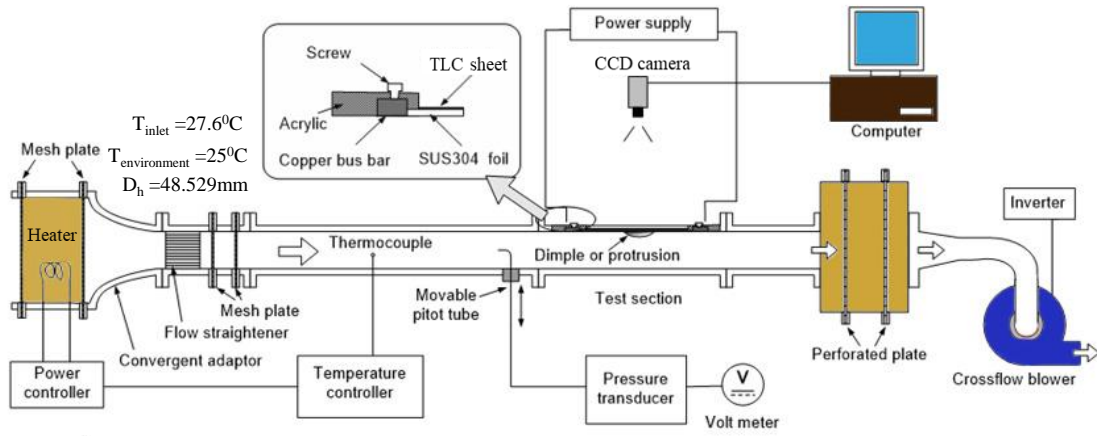 Power supply
Screw
TLC sheet
CCD camera
Acrylic
Copper bus bar
SUS304 foil
Computer
T_inlet =27.6⁰C
Mesh plate
T_environment =25⁰C
D_h =48.529mm
Inverter
Heater
Thermocouple
Dimple or protrusion
Mesh plate
Movable
pitot tube
Test section
Flow straightener
Convergent adaptor
Perforated plate
Crossflow blower
Power
controller
Temperature
controller
Pressure
transducer
V
Volt meter